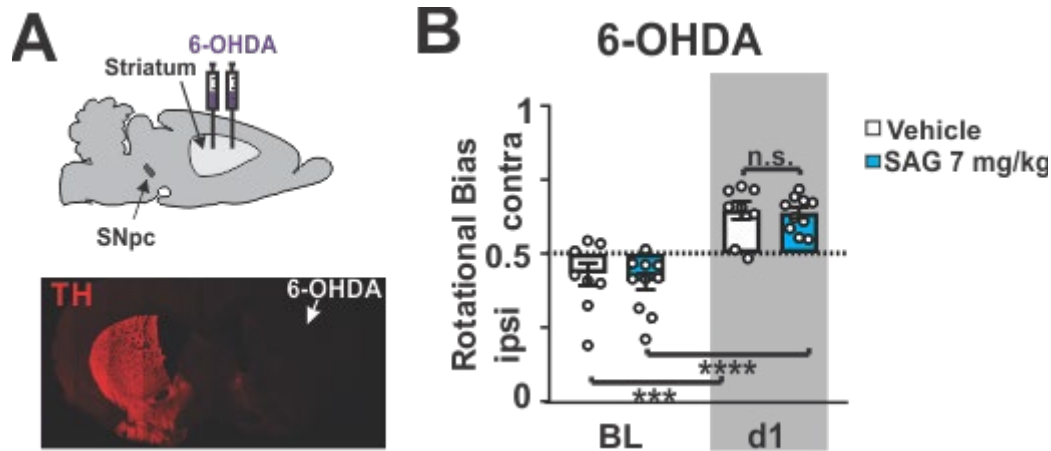 A
6-OHDA
Striatum
SNpc
TH
6-OHDA
B
6-OHDA
Rotational Bias
ipsi contra
1
0.5
0
n.s.
****
***
BL
d1
Vehicle
SAG 7 mg/kg